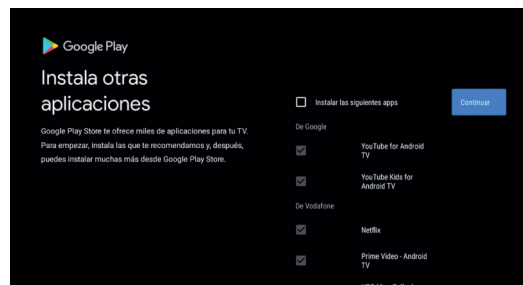 Google Play
Instala otras
aplicaciones
Google Play Store te ofrece miles de aplicaciones para tu TV.
Para empezar, instala las que te recomendamos y, después,
puedes instalar muchas más desde Google Play Store.
Instalar las siguientes apps
Continuar
De Google
YouTube for Android
TV
YouTube Kids for
Android TV
De Vodafone
Netflix
Prime Video - Android
TV